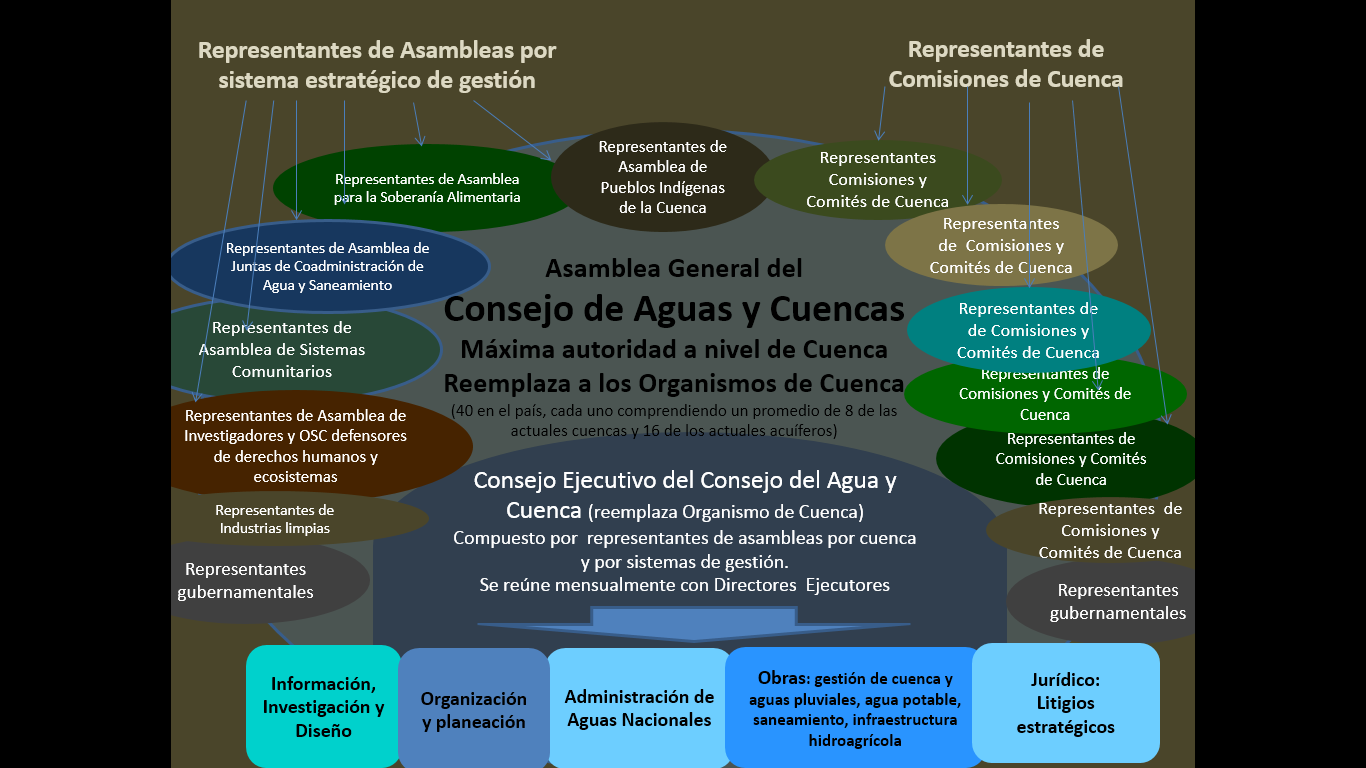 Representantes de Asambleas por
sistema estratégico de gestión
Representantes de
Comisiones de Cuenca
Representantes de Asamblea
para la Soberanía Alimentaria
Representantes de
Asamblea de
Pueblos Indígenas
de la Cuenca
Representantes
Comisiones y
Comités de Cuenca
Representantes de Asamblea de
Juntas de Coadministración de
Agua y Saneamiento
Representantes
de Comisiones y
Comités de Cuenca
Representantes de
Asamblea de Sistemas
Comunitarios
Representantes de
de Comisiones y
Comités de Cuenca
Representantes de Asamblea de
Investigadores y OSC defensores
de derechos humanos y
ecosistemas
Representantes de
Comisiones y Comités de
Cuenca
Representantes de
Comisiones y Comités
de Cuenca
Representantes de
Industrias limpias
Representantes de
Comisiones y
Comités de Cuenca
Representantes
gubernamentales
Representantes
gubernamentales
Asamblea General del
Consejo de Aguas y Cuencas
Máxima autoridad a nivel de Cuenca
Reemplaza a los Organismos de Cuenca
(40 en el país, cada uno comprendiendo un promedio de 8 de las
actuales cuencas y 16 de los actuales acuíferos)
Consejo Ejecutivo del Consejo del Agua y
Cuenca (reemplaza Organismo de Cuenca)
Compuesto por representantes de asambleas por cuenca
y por sistemas de gestión.
Se reúne mensualmente con Directores Ejecutores
Información,
Investigación y
Diseño
Organización
y planeación
Administración de
Aguas Nacionales
Obras: gestión de cuenca y
aguas pluviales, agua potable,
saneamiento, infraestructura
hidroagrícola
Jurídico:
Litigios
estratégicos